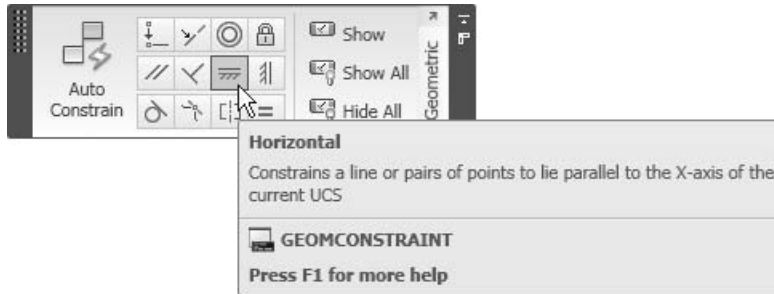 Auto
Constrain
Show
Show All
Hide All
Geometric
Horizontal
Constrains a line or pairs of points to lie parallel to the X-axis of the
current UCS
GEOMCONSTRAINT
Press F1 for more help